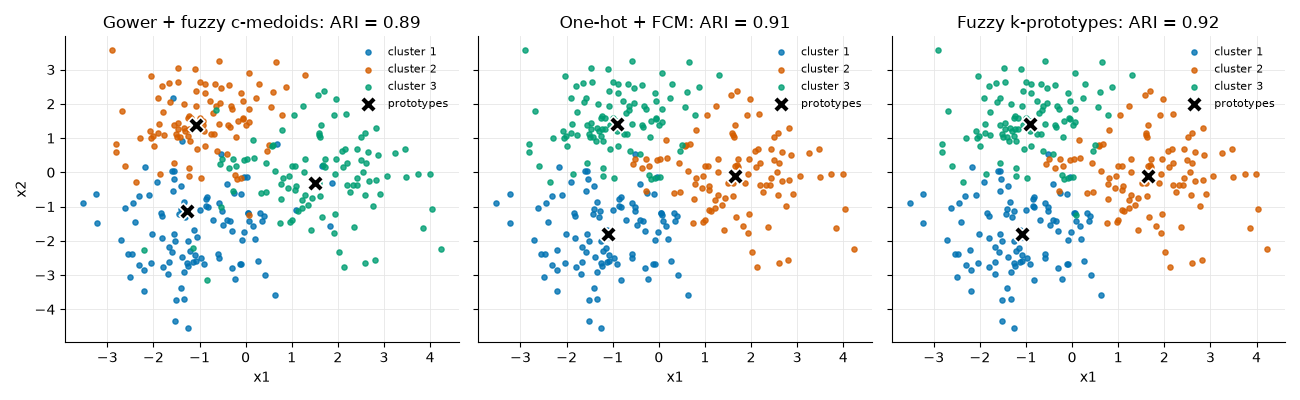 Gower + fuzzy c-medoids: ARI = 0.89
cluster 1
cluster 2
cluster 3
prototypes
x2
3
2
1
0
−1
−2
−3
−4
−3 −2 −1 0 1 2 3 4
x1
One-hot + FCM: ARI = 0.91
cluster 1
cluster 2
cluster 3
prototypes
−3 −2 −1 0 1 2 3 4
x1
Fuzzy k-prototypes: ARI = 0.92
cluster 1
cluster 2
cluster 3
prototypes
−3 −2 −1 0 1 2 3 4
x1